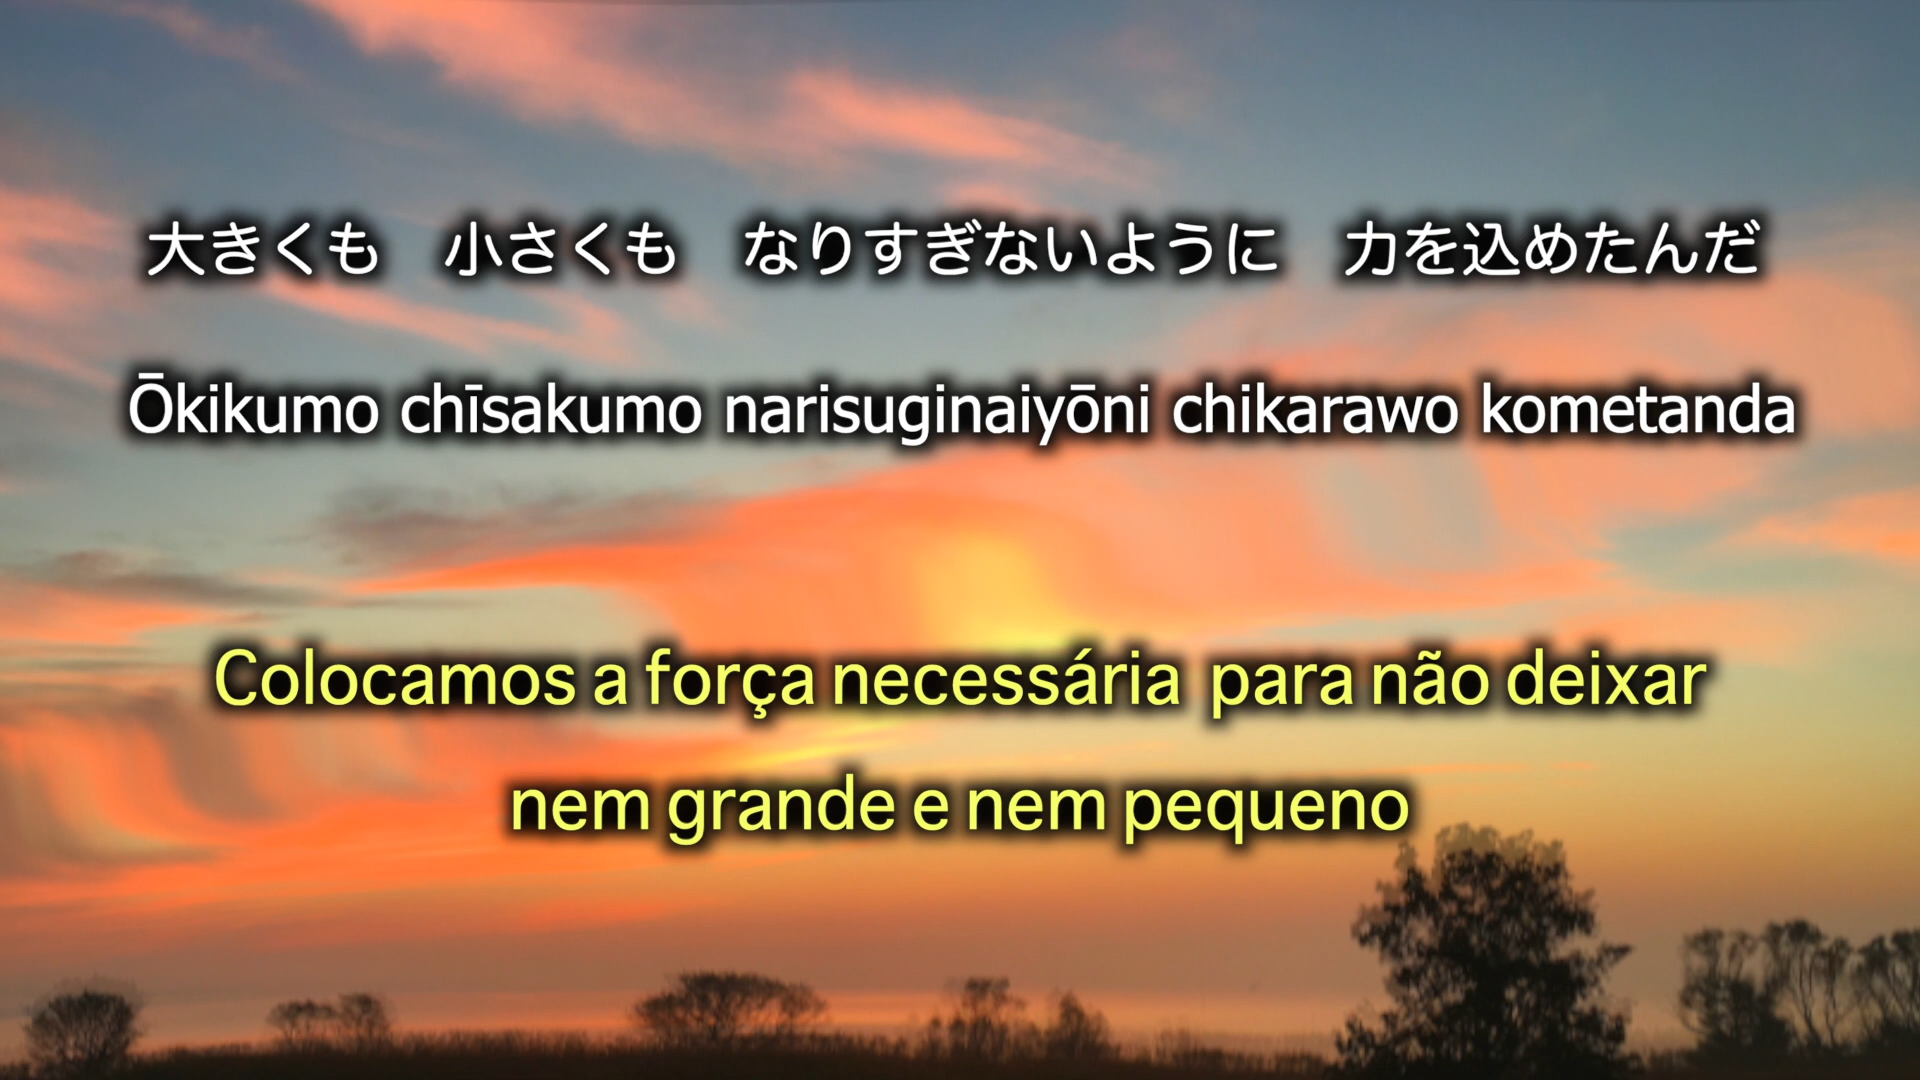 大きくも　小さくも　なりすぎないように　力を込めたんだ
Ōkikumo chīsakumo narisuginaiyōni chikarawo kometanda
Colocamos a força necessária para não deixar
nem grande e nem pequeno